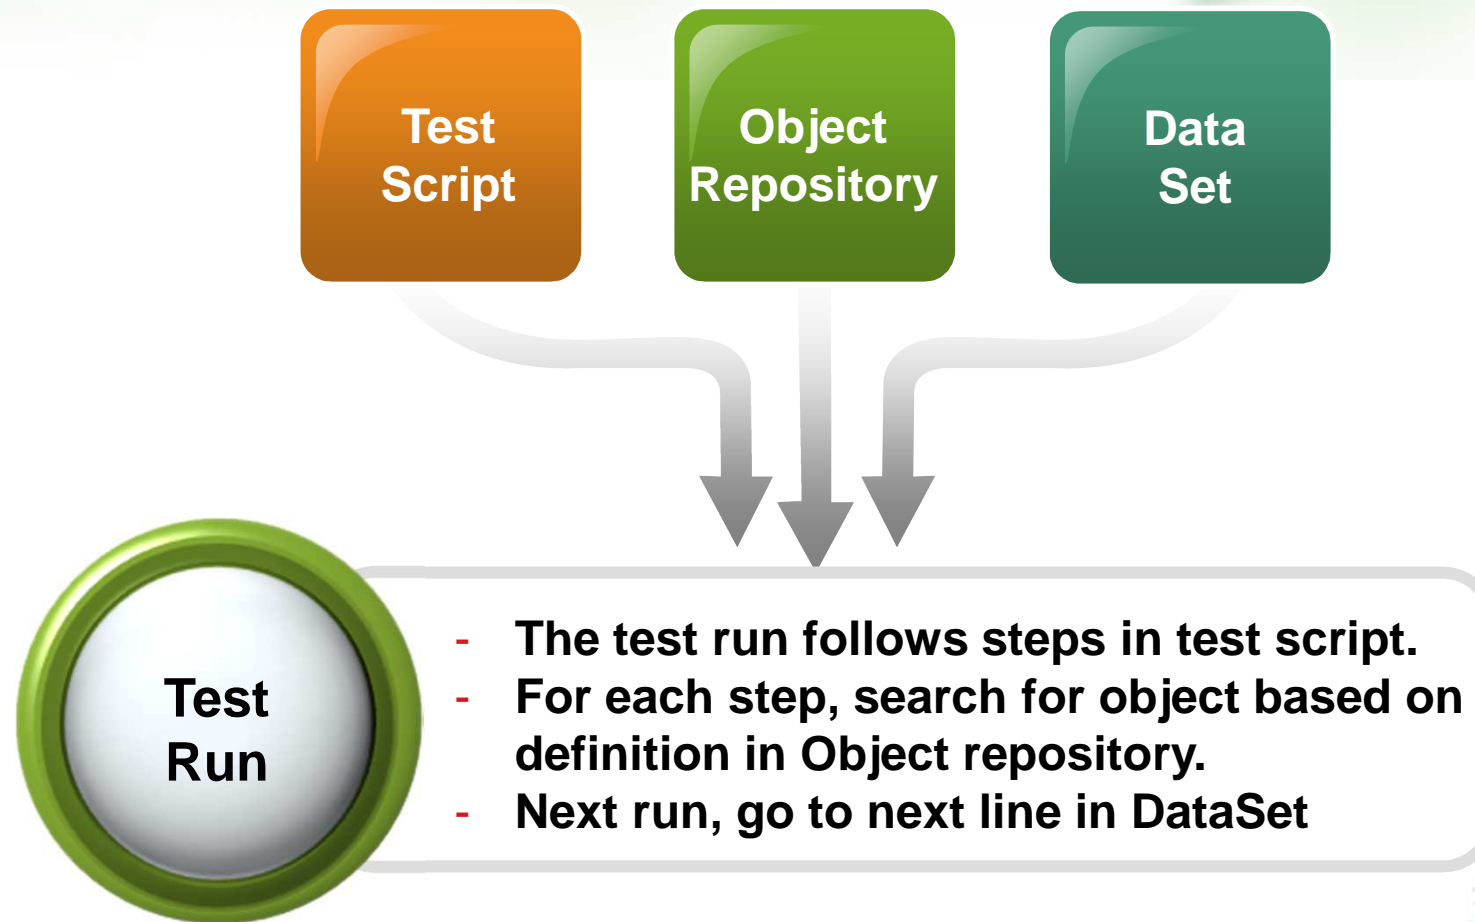 Test
Script
Object
Repository
Data
Set
Test
Run
- The test run follows steps in test script.
- For each step, search for object based on
definition in Object repository.
- Next run, go to next line in DataSet